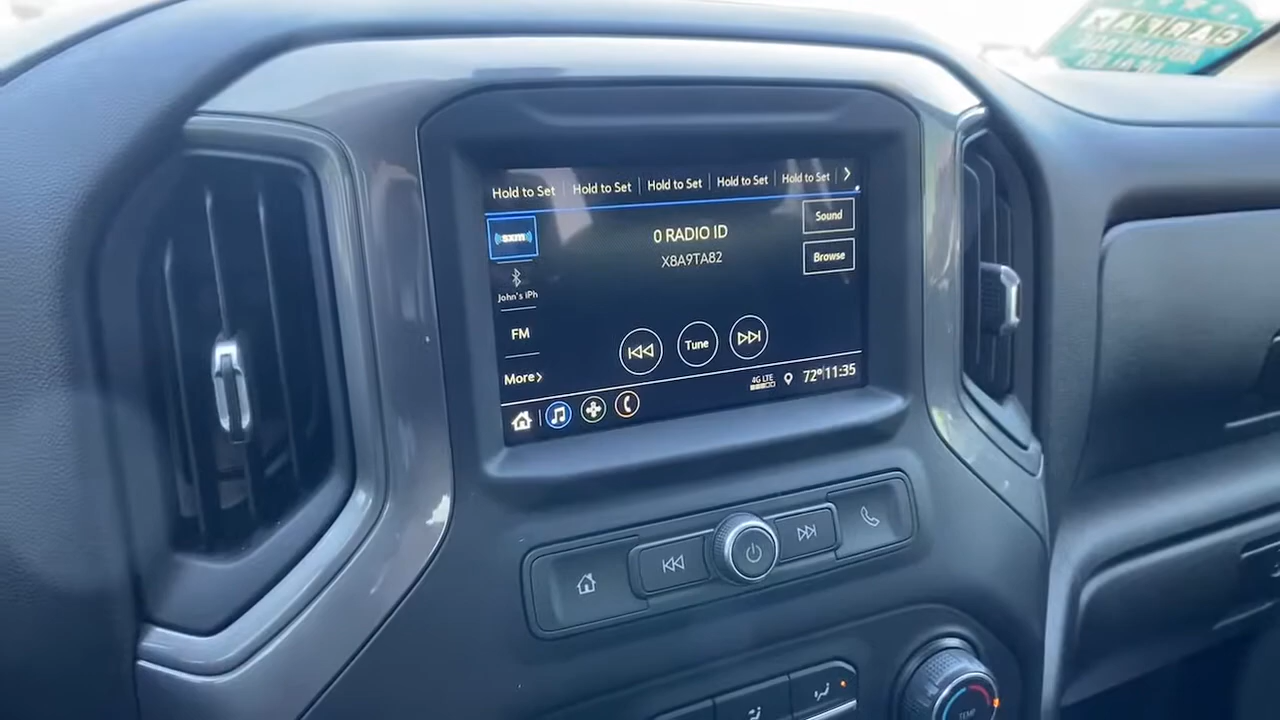 Hold to Set Hold to Set Hold to Set Hold to Set Hold to Set
sxm
0 RADIO ID
Sound
X8A9TA82
Browse
John's iPh
FM
Tune
More
4G LTE
72° 11:35
TEMP